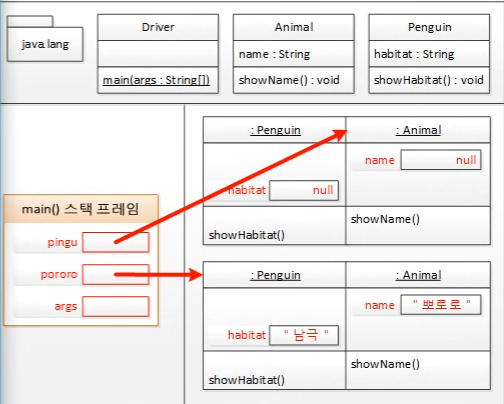 java.lang
Driver
main(args : String[])
Animal
name : String
showName() : void
Penguin
habitat : String
showHabitat() : void
main() 스택 프레임
pingu
pororo
args
: Penguin
: Animal
name
null
habitat
null
showName()
showHabitat()
: Penguin
: Animal
name
" 뽀로로 "
habitat
" 남극 "
showName()
showHabitat()